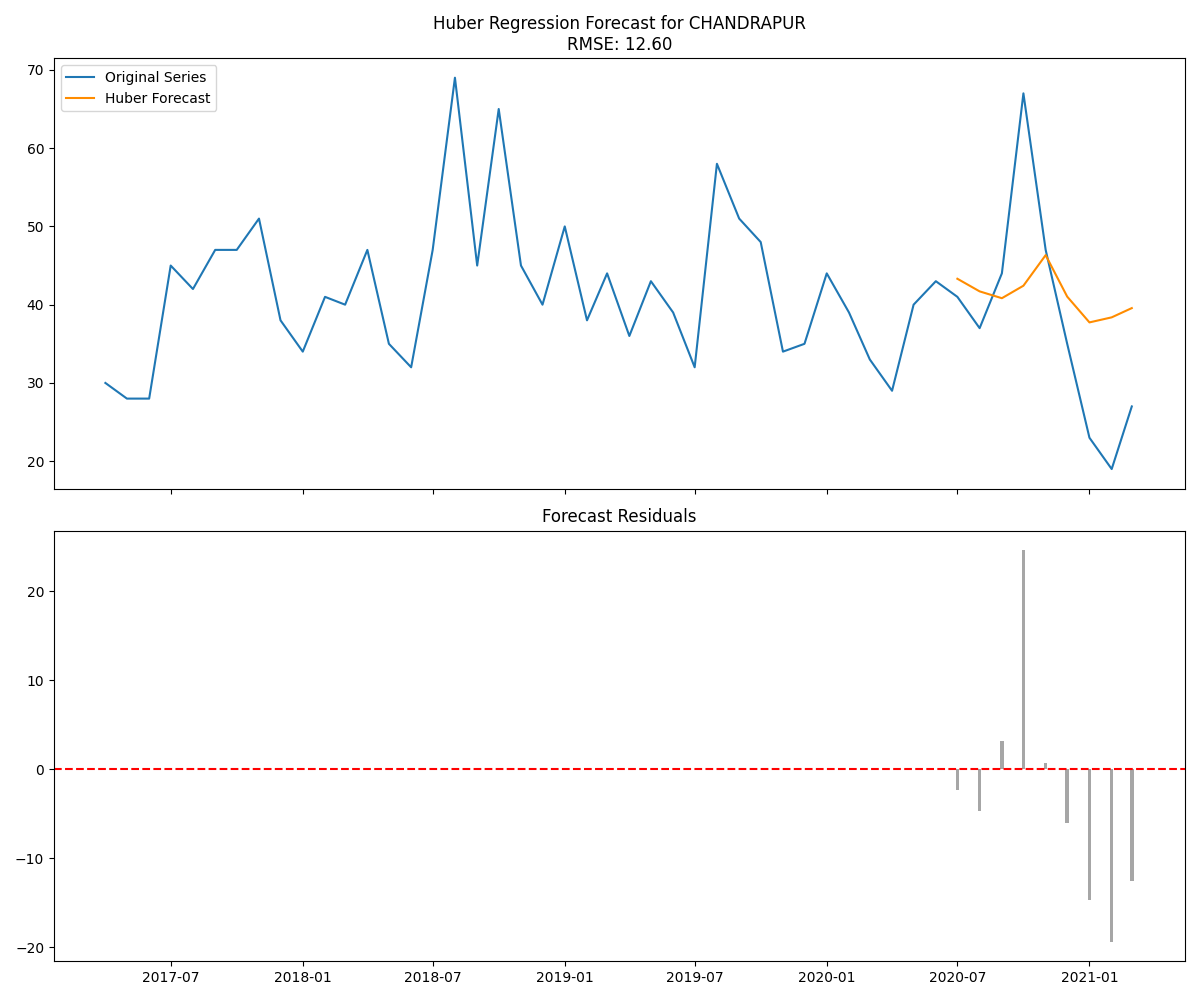 Huber Regression Forecast for CHANDRAPUR
RMSE: 12.60
Original Series
Huber Forecast
70
60
50
40
30
20
Forecast Residuals
20
10
0
−10
−20
2017-07 2018-01 2018-07 2019-01 2019-07 2020-01 2020-07 2021-01